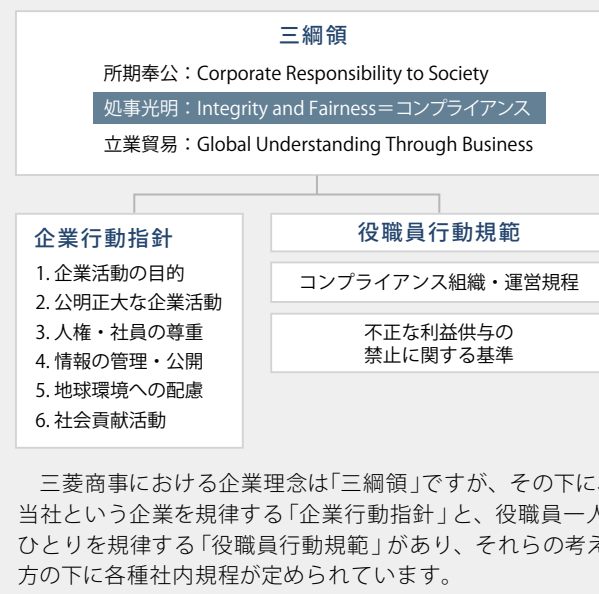 三綱領
所期奉公：Corporate Responsibility to Society
処事光明：Integrity and Fairness＝コンプライアンス
立業貿易：Global Understanding Through Business
企業行動指針
1. 企業活動の目的
2. 公明正大な企業活動
3. 人権・社員の尊重
4. 情報の管理・公開
5. 地球環境への配慮
6. 社会貢献活動
役職員行動規範
コンプライアンス組織・運営規程
不正な利益供与の
禁止に関する基準
三菱商事における企業理念は「三綱領」ですが、その下に、
当社という企業を規律する「企業行動指針」と、役職員一人
ひとりを規律する「役職員行動規範」があり、それらの考え
方の下に各種社内規程が定められています。